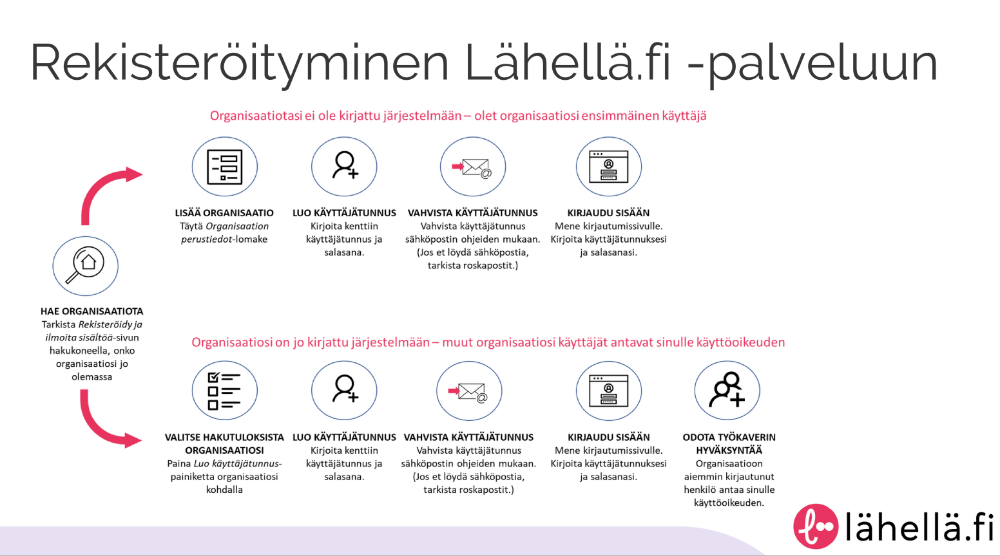 Rekisteröityminen Lähellä.fi -palveluun
Organisaatiotasi ei ole kirjattu järjestelmään – olet organisaatiosi ensimmäinen käyttäjä
LISÄÄ ORGANISAATIO
Täytä Organisaation
perustiedot-lomake
LUO KÄYTTÄJÄTUNNUS
Kirjoita kenttiin
käyttäjätunnus ja
salasana.
VAHVISTA KÄYTTÄJÄTUNNUS
Vahvista käyttäjätunnus
sähköpostin ohjeiden mukaan.
(Jos et löydä sähköpostia,
tarkista roskapostit.)
KIRJAUDU SISÄÄN
Mene kirjautumissivulle.
Kirjoita käyttäjätunnuksesi
ja salasanasi.
HAE ORGANISAATIOTA
Tarkista Rekisteröidy ja
ilmoita sisältöä-sivun
hakukoneella, onko
organisaatiosi jo
olemassa
Organisaatiosi on jo kirjattu järjestelmään – muut organisaatiosi käyttäjät antavat sinulle käyttöoikeuden
VALITSE HAKUTULOKSISTA
ORGANISAATIOSI
Paina Luo käyttäjätunnus-
painiketta organisaatiosi
kohdalla
LUO KÄYTTÄJÄTUNNUS
Kirjoita kenttiin
käyttäjätunnus ja
salasana.
VAHVISTA KÄYTTÄJÄTUNNUS
Vahvista käyttäjätunnus
sähköpostin ohjeiden mukaan.
(Jos et löydä sähköpostia,
tarkista roskapostit.)
KIRJAUDU SISÄÄN
Mene kirjautumissivulle.
Kirjoita käyttäjätunnuksesi
ja salasanasi.
ODOTA TYÖKAVERIN
HYVÄKSYNTÄÄ
Organisaatioon
aiemmin kirjautunut
henkilö antaa sinulle
käyttöoikeuden.
lähellä.fi